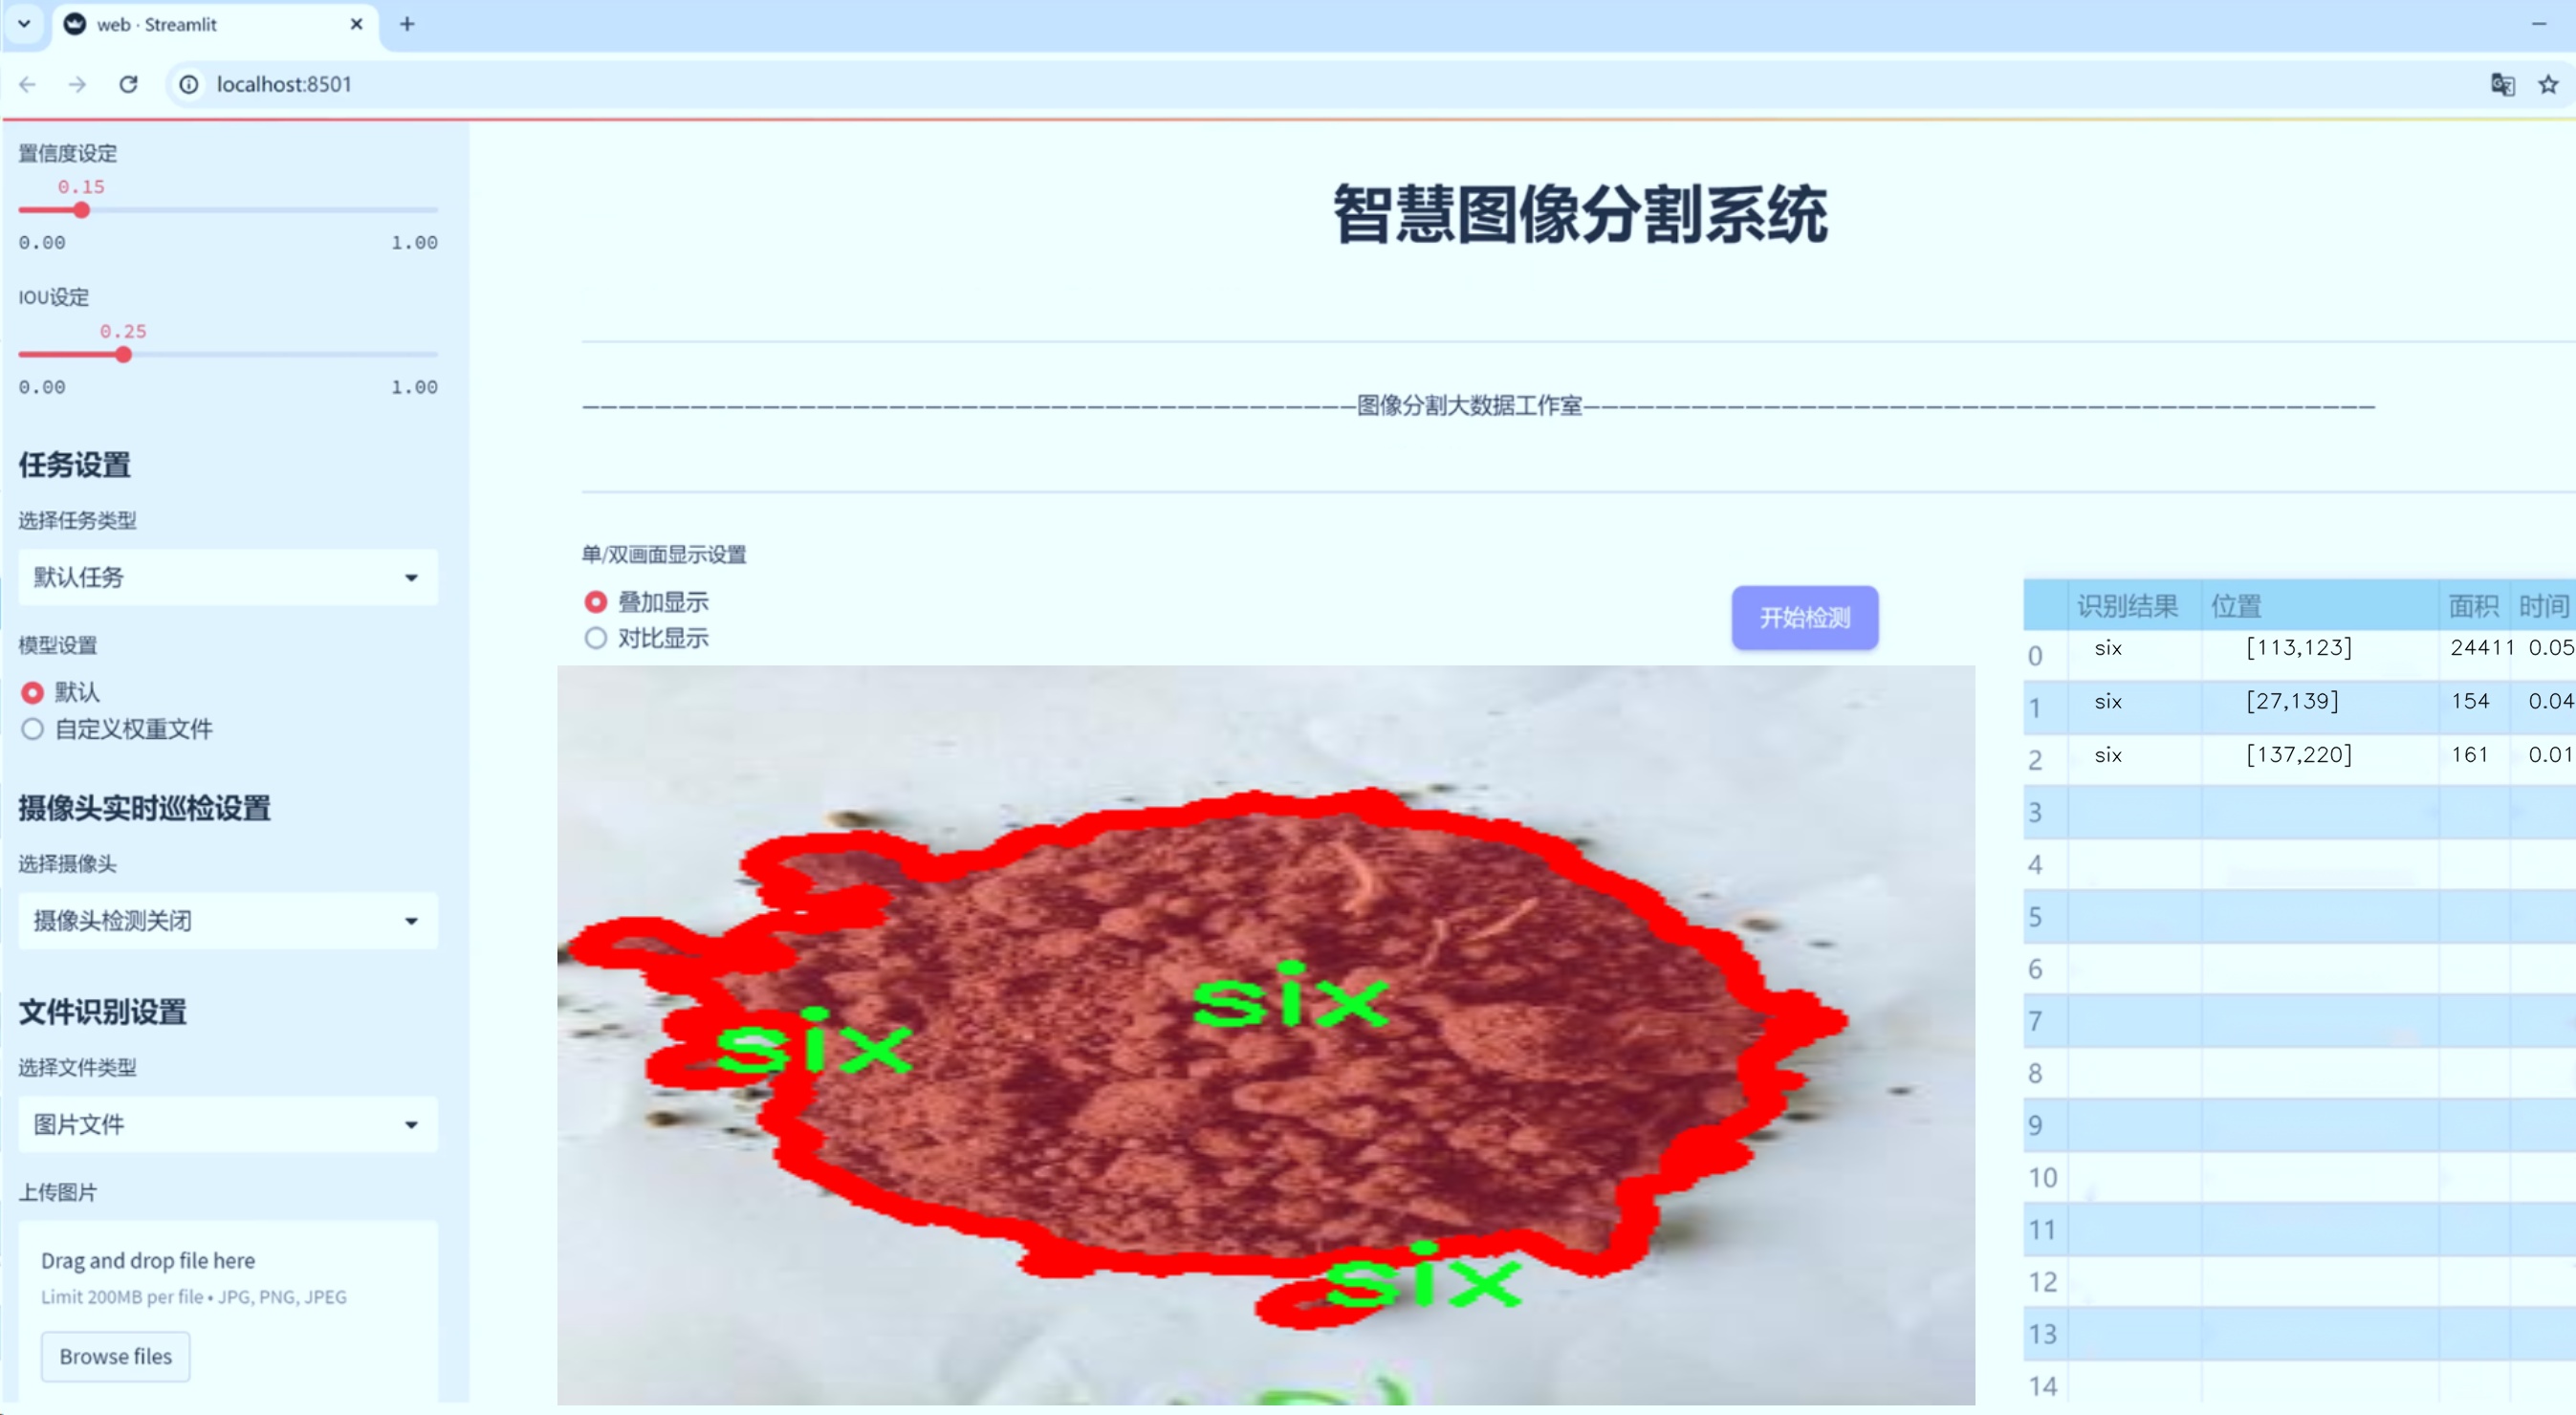 web · Streamlit
localhost:8501
置信度设定
0.15
0.00 1.00
IOU设定
0.25
0.00 1.00
任务设置
选择任务类型
默认任务
模型设置
默认
自定义权重文件
摄像头实时巡检设置
选择摄像头
摄像头检测关闭
文件识别设置
选择文件类型
图片文件
上传图片
Drag and drop file here
Limit 200MB per file • JPG, PNG, JPEG
Browse files
智慧图像分割系统
图像分割大数据工作室
单/双画面显示设置
叠加显示
对比显示
开始检测
six
six
six
识别结果 位置 面积 时间
0 six [113,123] 24411 0.05
1 six [27,139] 154 0.04
2 six [137,220] 161 0.01
3
4
5
6
7
8
9
10
11
12
13
14